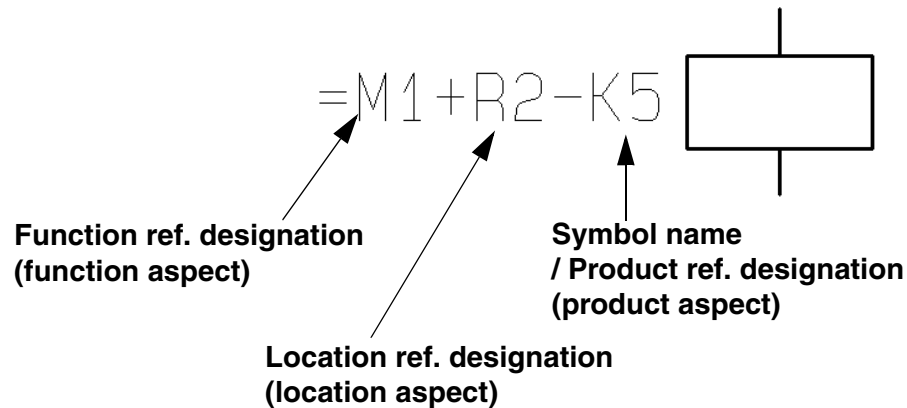 =M1+R2-K5
Function ref. designation
(function aspect)
Symbol name
/ Product ref. designation
(product aspect)
Location ref. designation
(location aspect)